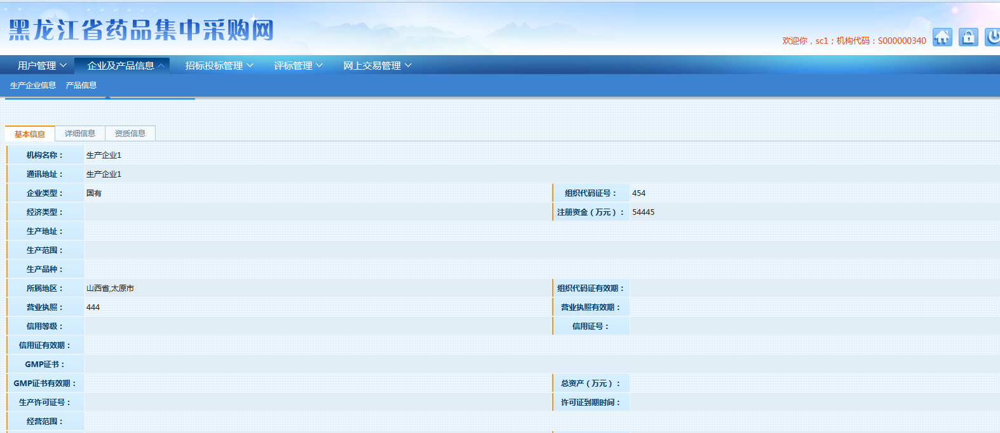 黑龙江省药品集中采购网
欢迎你，sc1；机构代码：S000000340
用户管理 企业及产品信息 招标投标管理 评标管理 网上交易管理
生产企业信息 产品信息
基本信息 详细信息 资质信息
机构名称： 生产企业1
通讯地址： 生产企业1
企业类型： 国有 组织代码证号： 454
经济类型： 注册资金（万元）： 54445
生产地址：
生产范围：
生产品种：
所属地区： 山西省,太原市 组织代码证有效期：
营业执照： 444 营业执照有效期：
信用等级： 信用证号：
信用证有效期：
GMP证书：
GMP证书有效期： 总资产（万元）：
生产许可证号： 许可证到期时间：
经营范围：